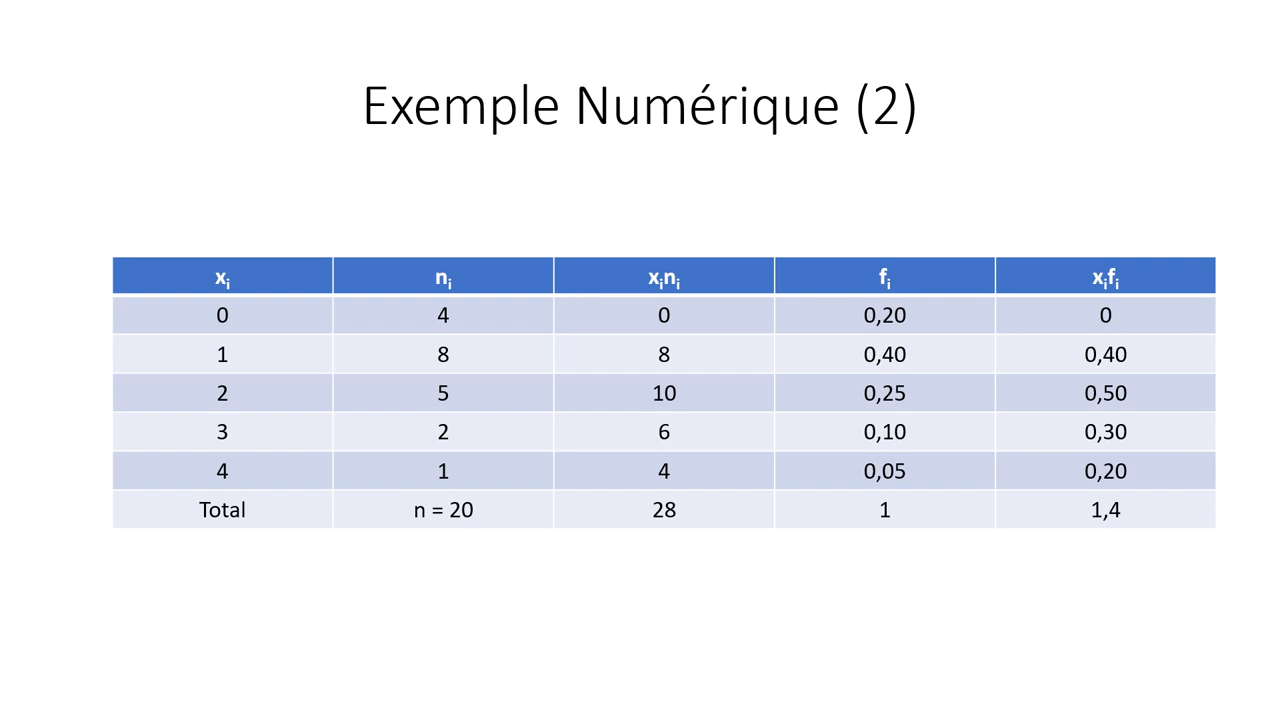 Exemple Numérique (2)
xᵢ nᵢ xᵢnᵢ fᵢ xᵢfᵢ
0 4 0 0,20 0
1 8 8 0,40 0,40
2 5 10 0,25 0,50
3 2 6 0,10 0,30
4 1 4 0,05 0,20
Total n = 20 28 1 1,4